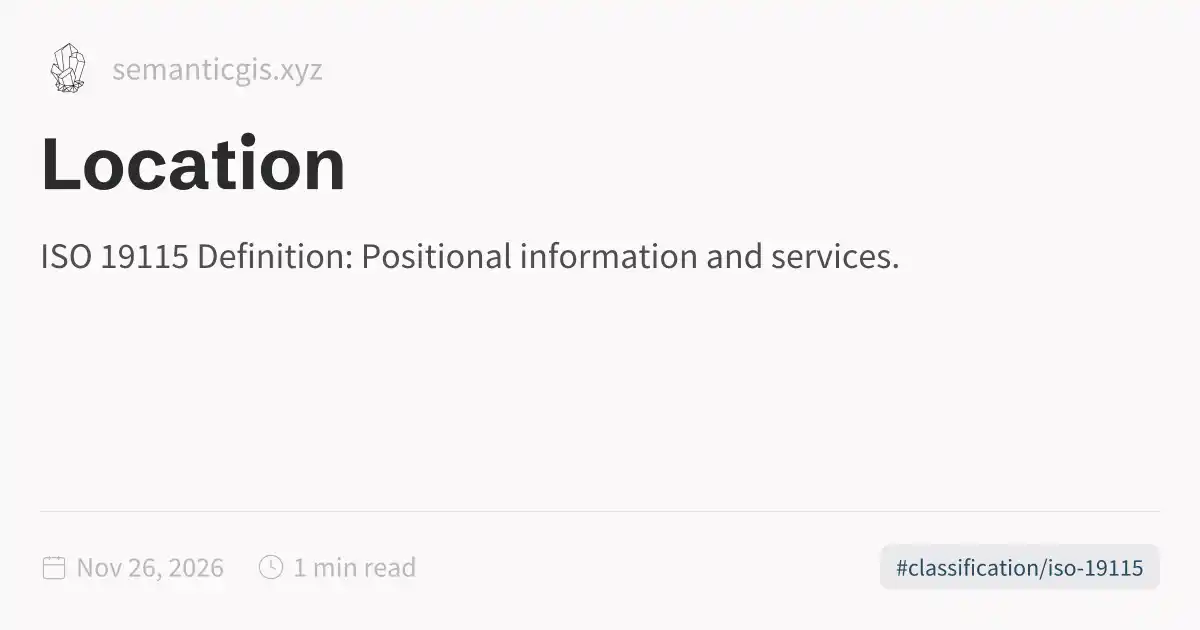 semanticgis.xyz
Location
ISO 19115 Definition: Positional information and services.
Nov 26, 2026 1 min read #classification/iso-19115